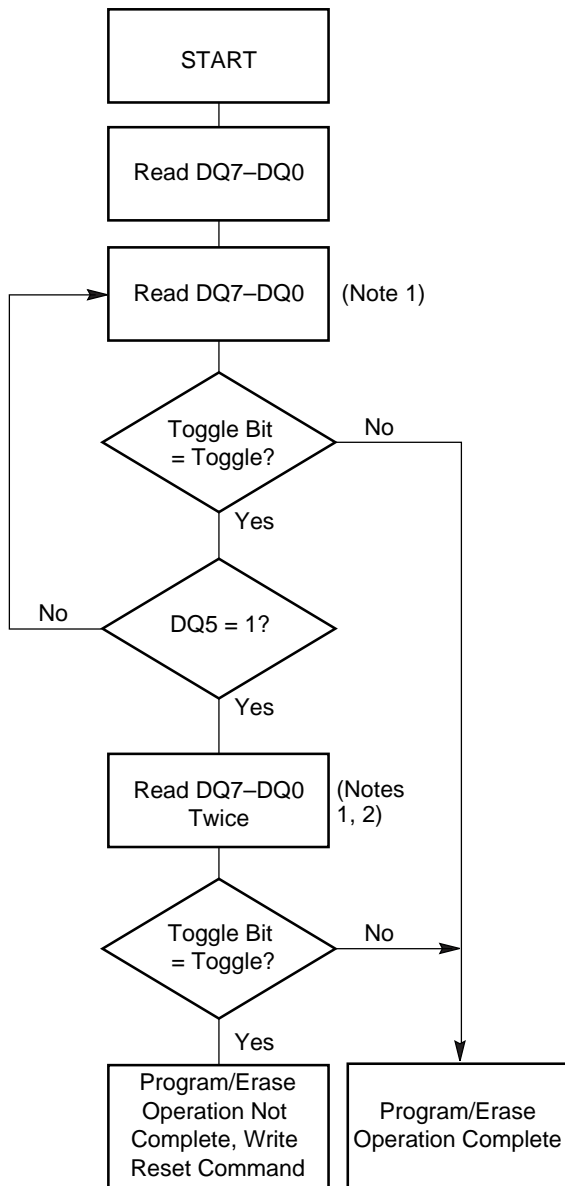 START
Read DQ7–DQ0
Read DQ7–DQ0
(Note 1)
Toggle Bit
= Toggle?
No
Yes
No
DQ5 = 1?
Yes
Read DQ7–DQ0
Twice
(Notes
1, 2)
Toggle Bit
= Toggle?
No
Yes
Program/Erase
Operation Not
Complete, Write
Reset Command
Program/Erase
Operation Complete